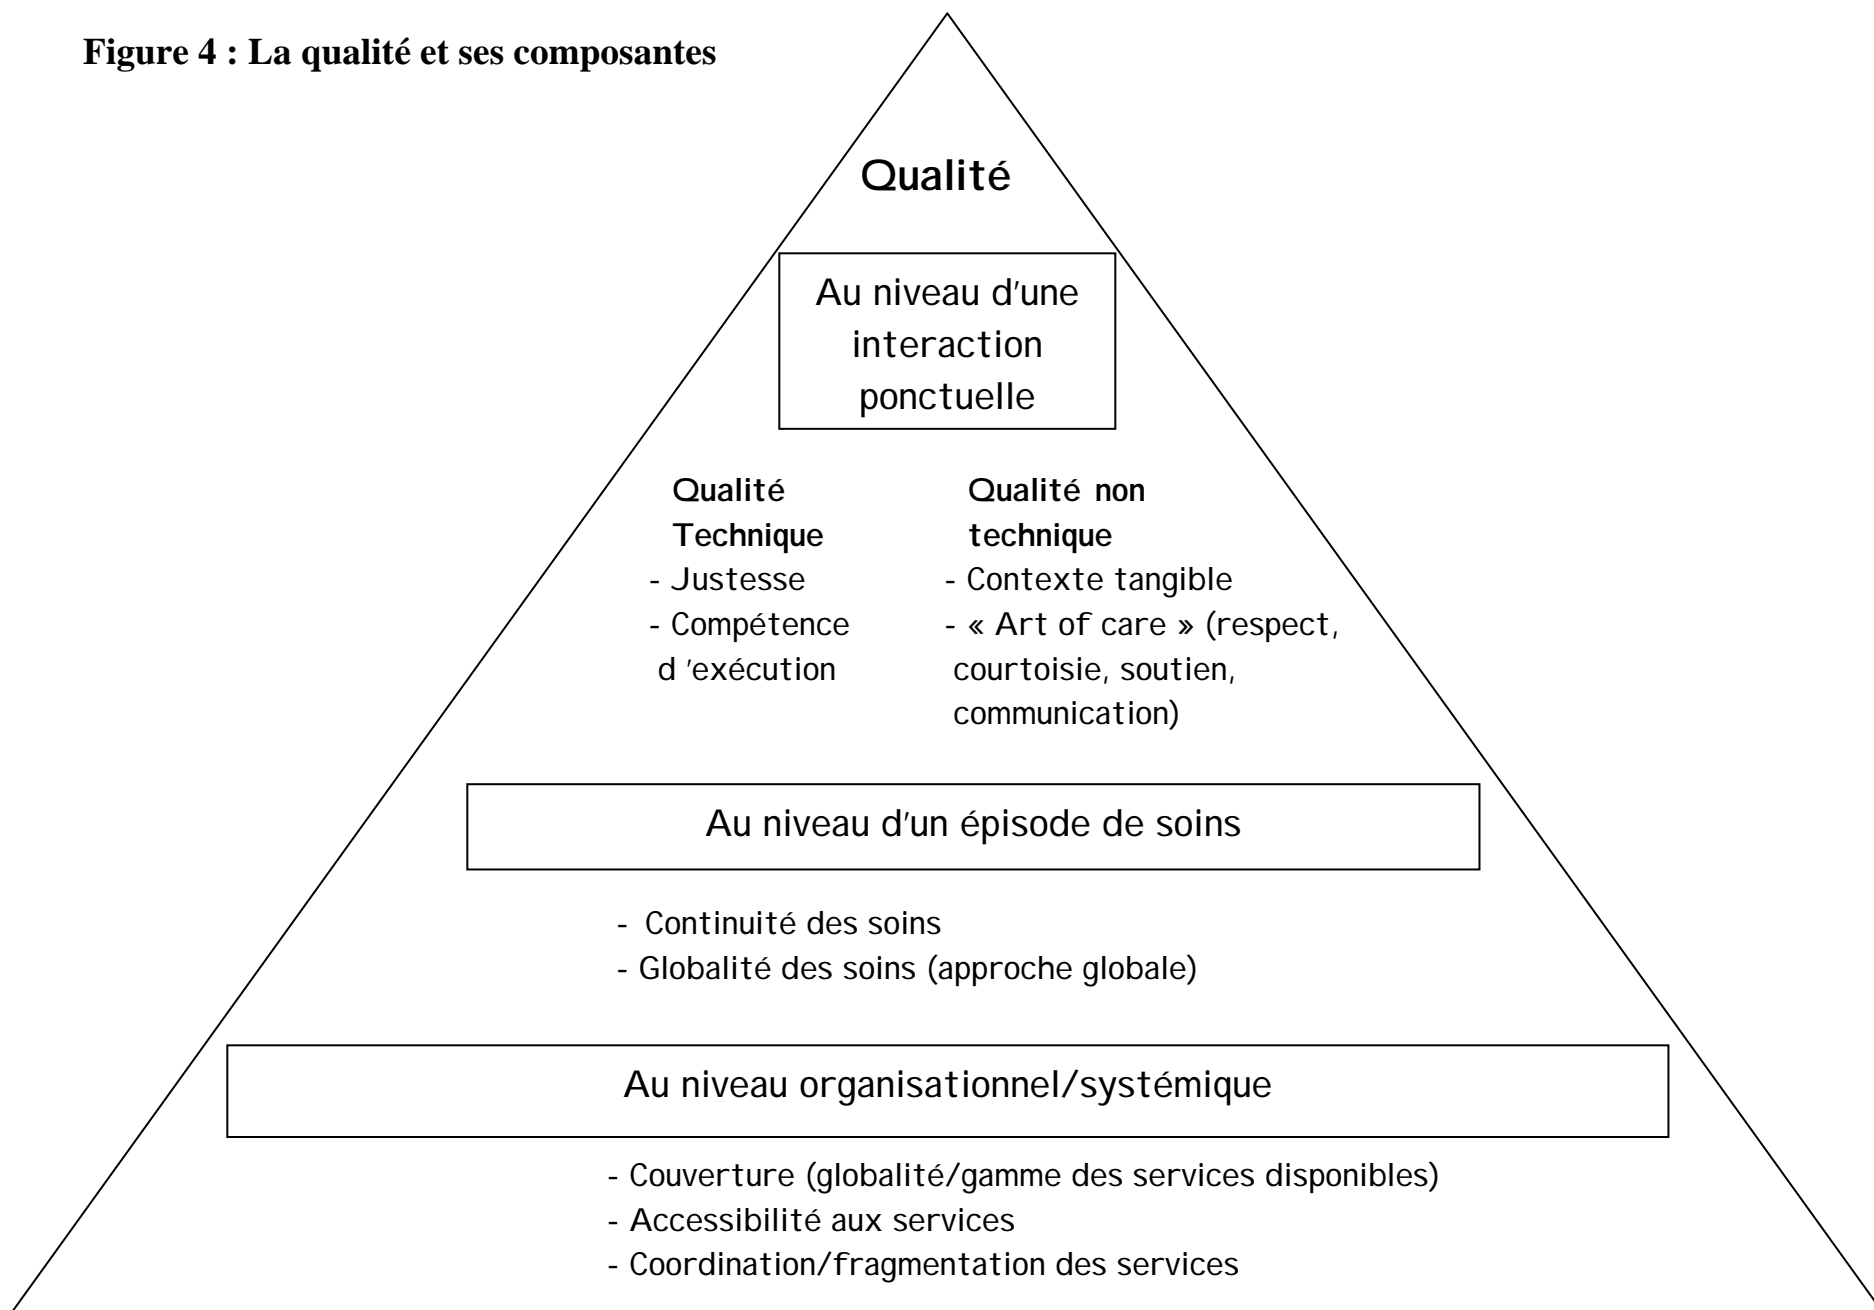 Figure 4 : La qualité et ses composantes
Qualité
Au niveau d'une
interaction
ponctuelle
Qualité
Technique
- Justesse
- Compétence
d 'exécution
Qualité non
technique
- Contexte tangible
- « Art of care » (respect,
courtoisie, soutien,
communication)
Au niveau d'un épisode de soins
- Continuité des soins
- Globalité des soins (approche globale)
Au niveau organisationnel/systémique
- Couverture (globalité/gamme des services disponibles)
- Accessibilité aux services
- Coordination/fragmentation des services